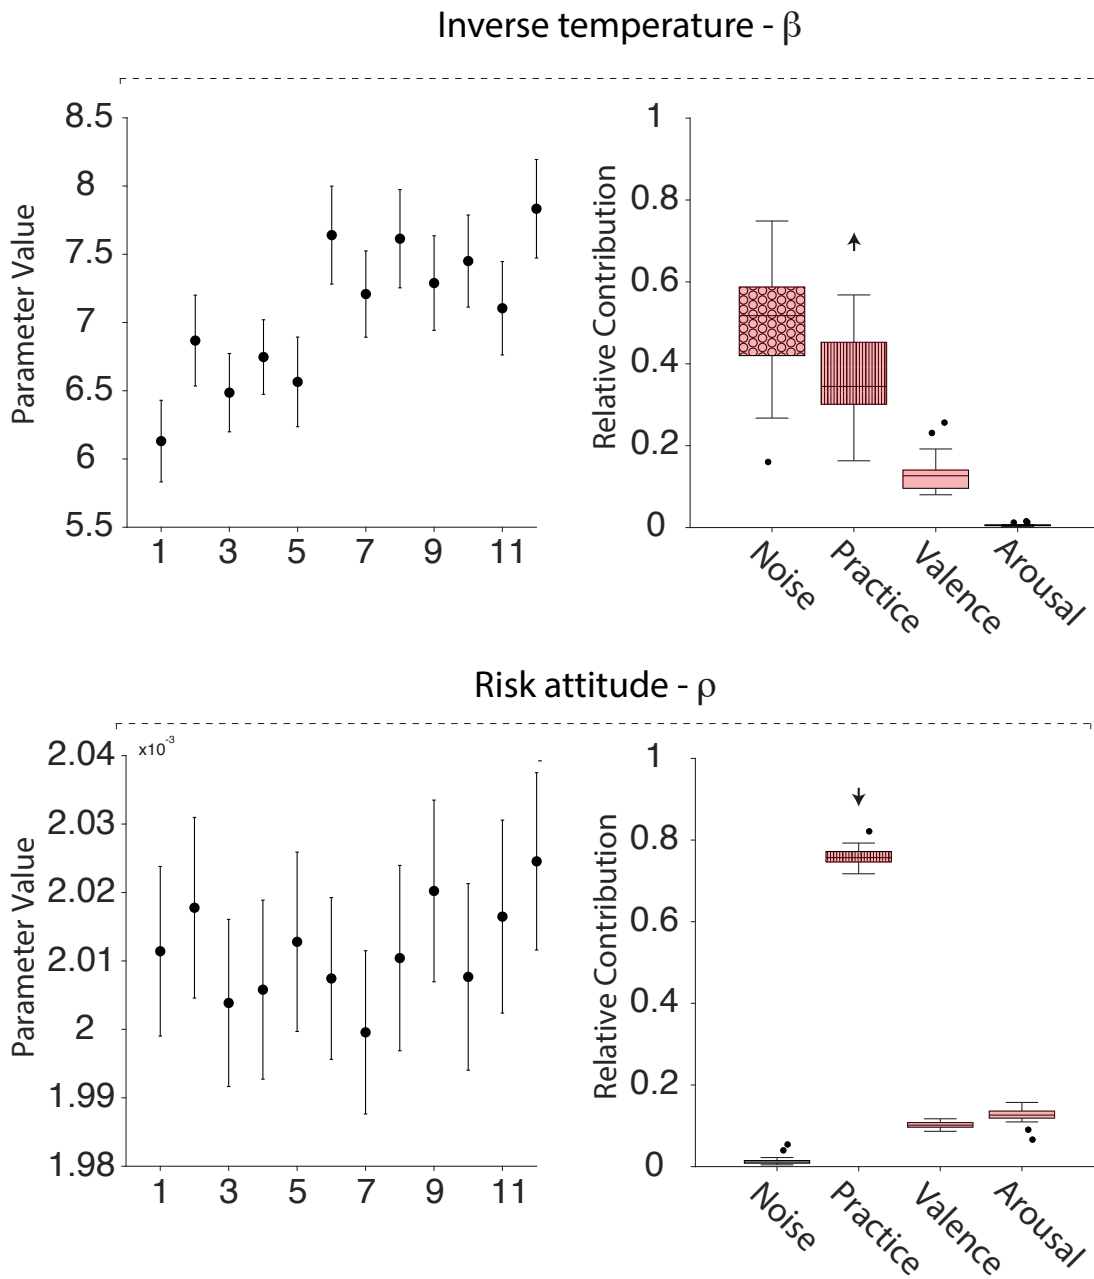 Inverse temperature - β
Parameter Value
8.5
8
7.5
7
6.5
6
5.5
1 3 5 7 9 11
Relative Contribution
1
0.8
0.6
0.4
0.2
0
Noise
Practice
Valence
Arousal
Risk attitude - ρ
Parameter Value
x10-3
2.04
2.03
2.02
2.01
2
1.99
1.98
1 3 5 7 9 11
Relative Contribution
1
0.8
0.6
0.4
0.2
0
Noise
Practice
Valence
Arousal